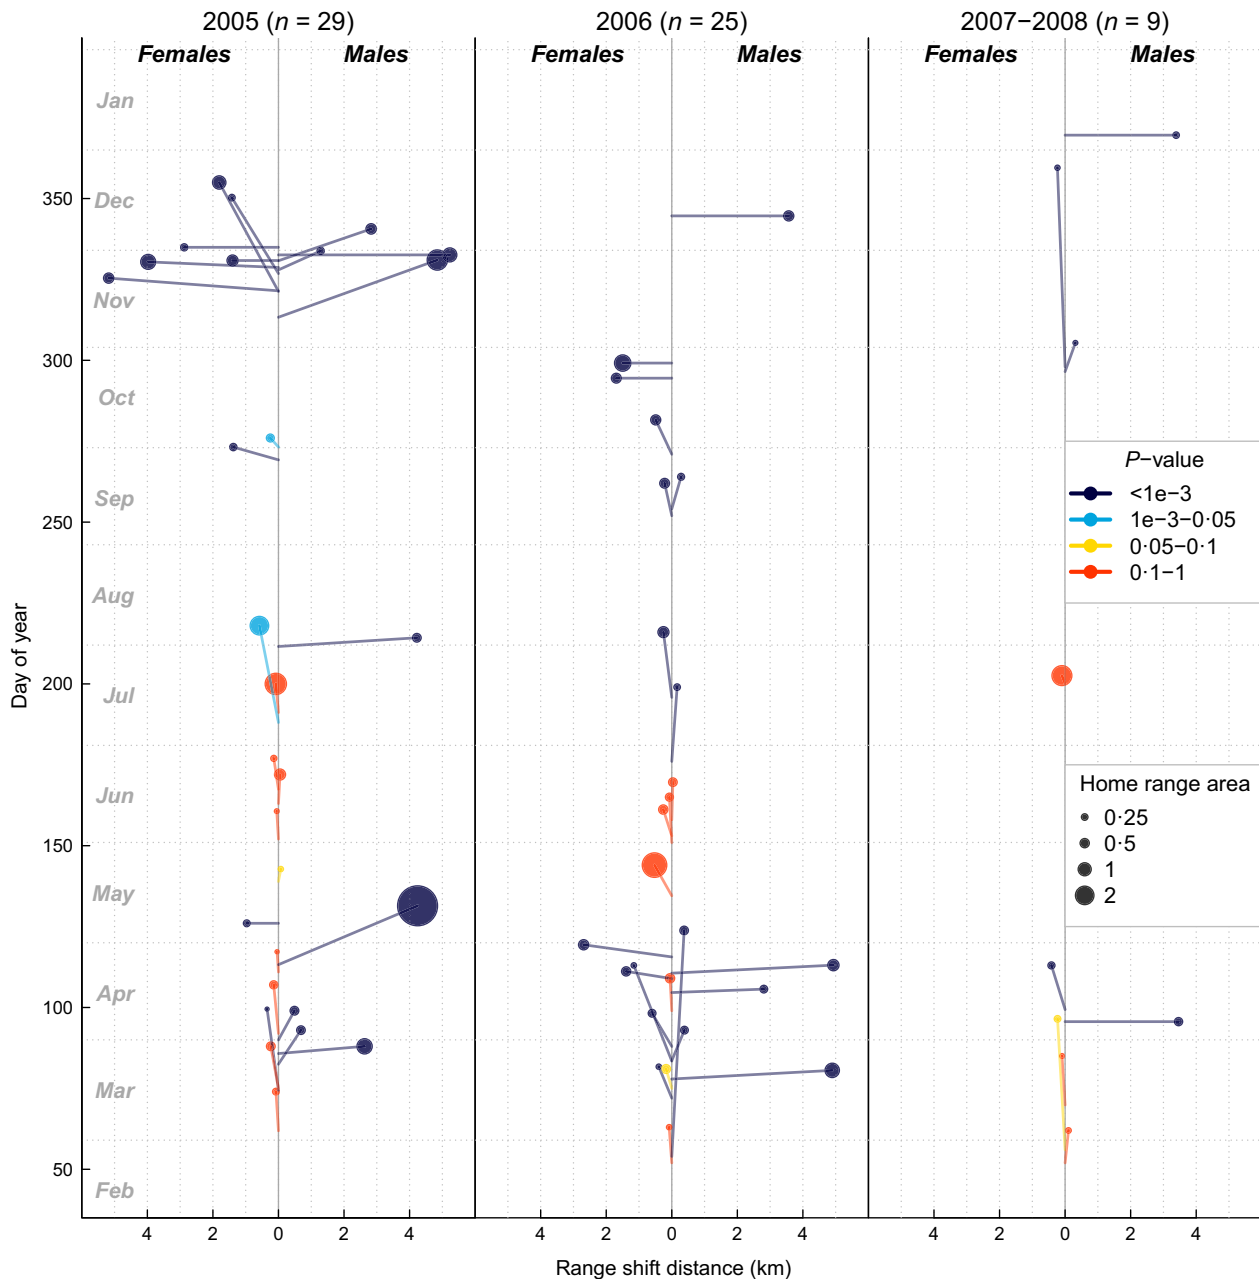 2005 (n = 29)
2006 (n = 25)
2007−2008 (n = 9)
Females
Males
Females
Males
Females
Males
Jan
Dec
Nov
Oct
Sep
Aug
Jul
Jun
May
Apr
Mar
Feb
350
300
250
200
150
100
50
Day of year
P−value
<1e−3
1e−3−0·05
0·05−0·1
0·1−1
Home range area
0·25
0·5
1
2
4 2 0 2 4
4 2 0 2 4
4 2 0 2 4
Range shift distance (km)